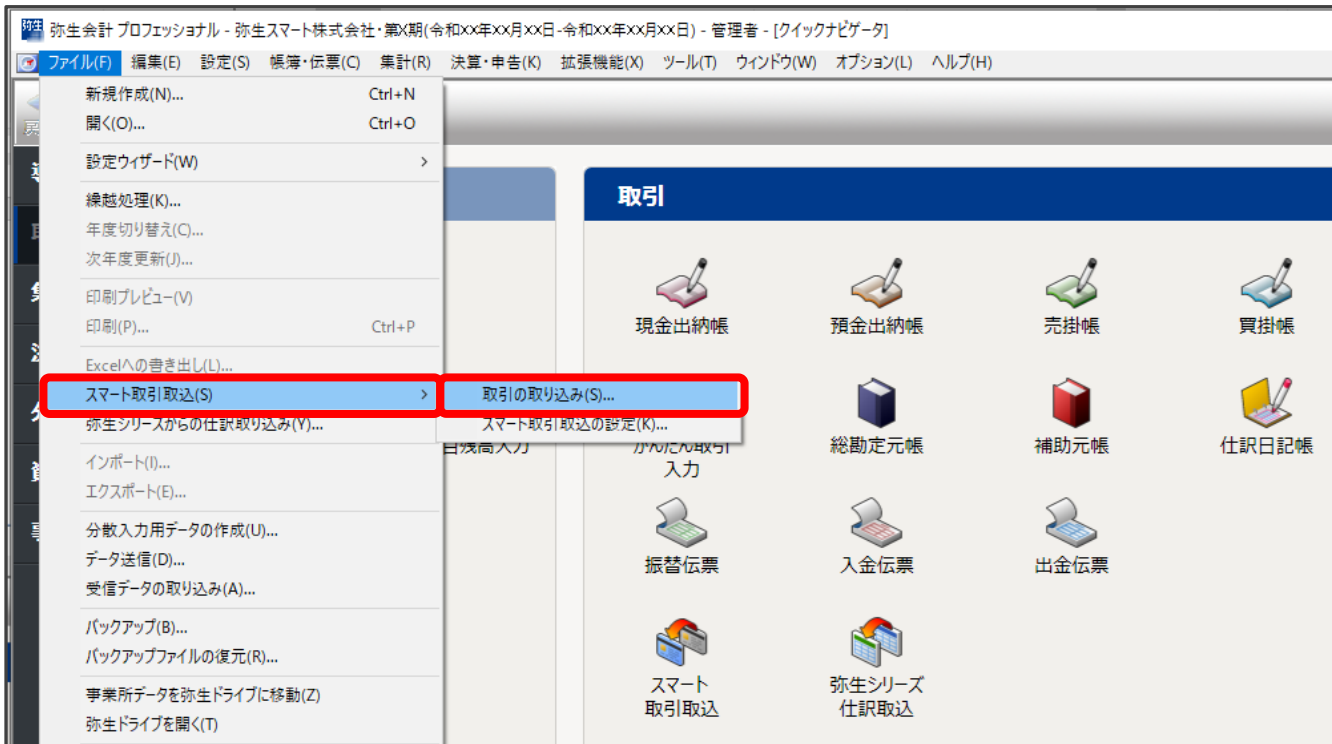 弥生 弥生会計 プロフェッショナル - 弥生スマート株式会社・第X期(令和xx年xx月xx日-令和xx年xx月xx日) - 管理者 - [クイックナビゲータ]
ファイル(F) 編集(E) 設定(S) 帳簿・伝票(C) 集計(R) 決算・申告(K) 拡張機能(X) ツール(T) ウィンドウ(W) オプション(L) ヘルプ(H)
新規作成(N)... Ctrl+N
開く(O)... Ctrl+O
設定ウィザード(W)
繰越処理(K)...
年度切り替え(C)...
次年度更新(J)...
印刷プレビュー(V)
印刷(P)... Ctrl+P
Excelへの書き出し(L)...
スマート取引取込(S)
弥生シリーズからの仕訳取り込み(Y)...
インポート(I)...
エクスポート(E)...
分散入力用データの作成(U)...
データ送信(D)...
受信データの取り込み(A)...
バックアップ(B)...
バックアップファイルの復元(R)...
事業所データを弥生ドライブに移動(Z)
弥生ドライブを開く(T)
取引の取り込み(S)...
スマート取引取込の設定(K)...
取引
現金出納帳 預金出納帳 売掛帳 買掛帳
かんたん取引
入力
総勘定元帳 補助元帳 仕訳日記帳
振替伝票 入金伝票 出金伝票
スマート
取引取込
弥生シリーズ
仕訳取込